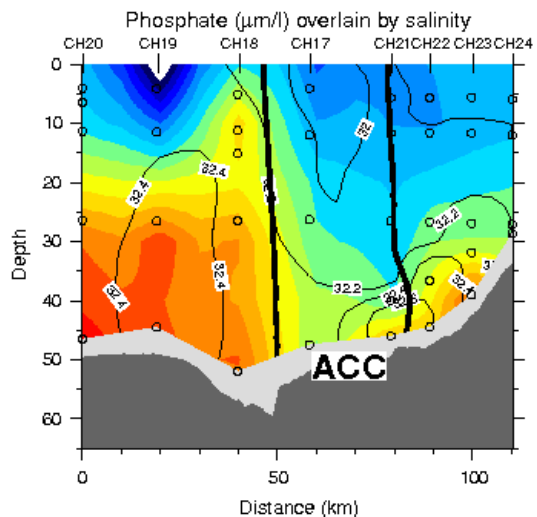 Phosphate (μm/l) overlain by salinity
CH20 CH19 CH18 CH17 CH21 CH22 CH23 CH24
0
10
20
30
40
50
60
Depth
32
32.4
32.4
32.4
32.4
32.2
32.2
ACC
0 50 100
Distance (km)